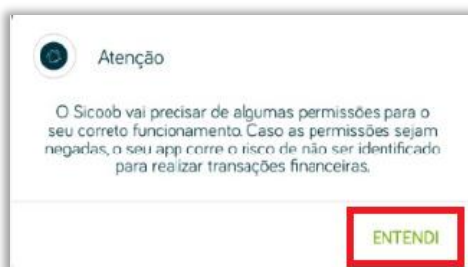 Atenção
O Sicoob vai precisar de algumas permissões para o
seu correto funcionamento. Caso as permissões sejam
negadas, o seu app corre o risco de não ser identificado
para realizar transações financeiras.
ENTENDI